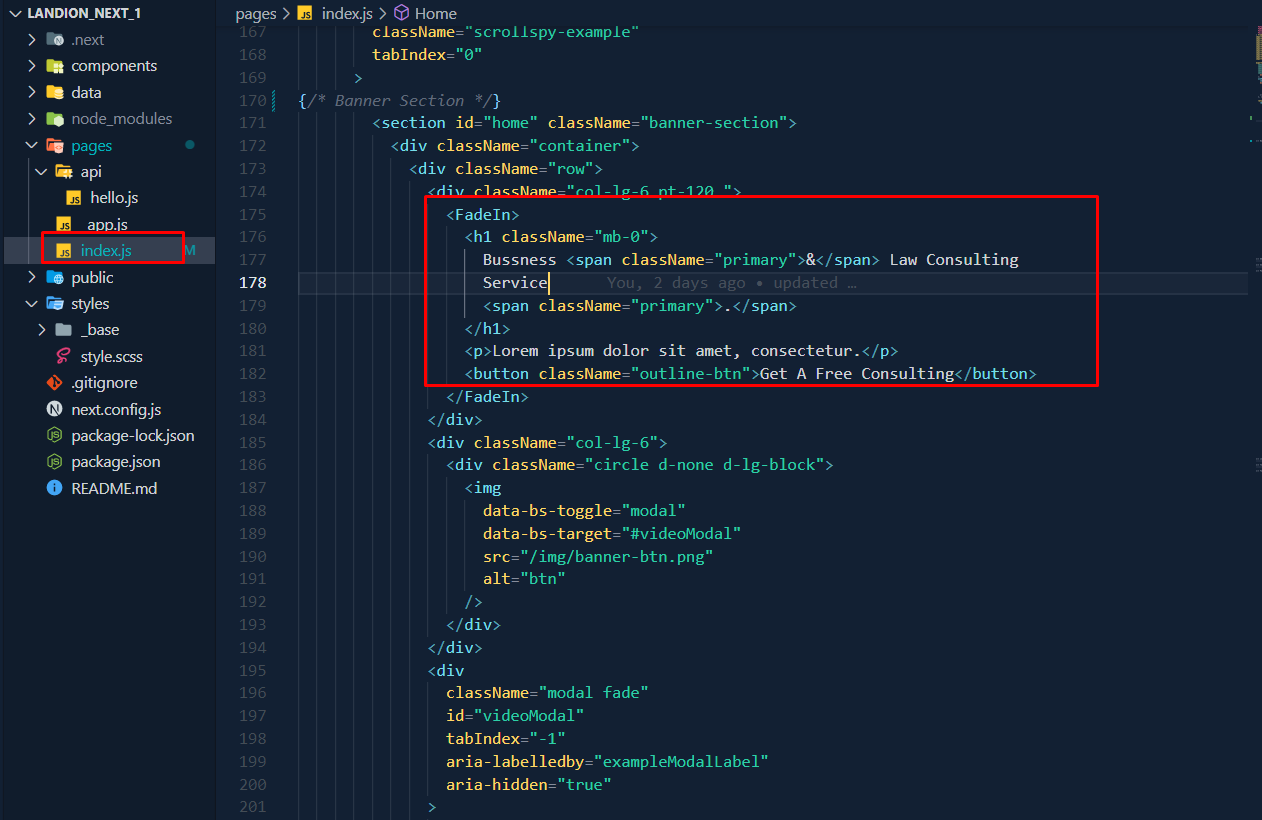 LANDION_NEXT_1
.next
components
data
node_modules
pages
api
hello.js
_app.js
index.js M
public
styles
_base
style.scss
.gitignore
next.config.js
package-lock.json
package.json
README.md
pages > JS index.js > Home
167 className="scrollspy-example"
168 tabIndex="0"
169 >
170 {/* Banner Section */}
171 <section id="home" className="banner-section">
172 <div className="container">
173 <div className="row">
174 <div className="col-lg-6 pt-120 ">
175 <FadeIn>
176 <h1 className="mb-0">
177 Bussness <span className="primary">&</span> Law Consulting
178 Service You, 2 days ago • updated …
179 <span className="primary">.</span>
180 </h1>
181 <p>Lorem ipsum dolor sit amet, consectetur.</p>
182 <button className="outline-btn">Get A Free Consulting</button>
183 </FadeIn>
184 </div>
185 <div className="col-lg-6">
186 <div className="circle d-none d-lg-block">
187 <img
188 data-bs-toggle="modal"
189 data-bs-target="#videoModal"
190 src="/img/banner-btn.png"
191 alt="btn"
192 />
193 </div>
194 </div>
195 <div
196 className="modal fade"
197 id="videoModal"
198 tabIndex="-1"
199 aria-labelledby="exampleModalLabel"
200 aria-hidden="true"
201 >